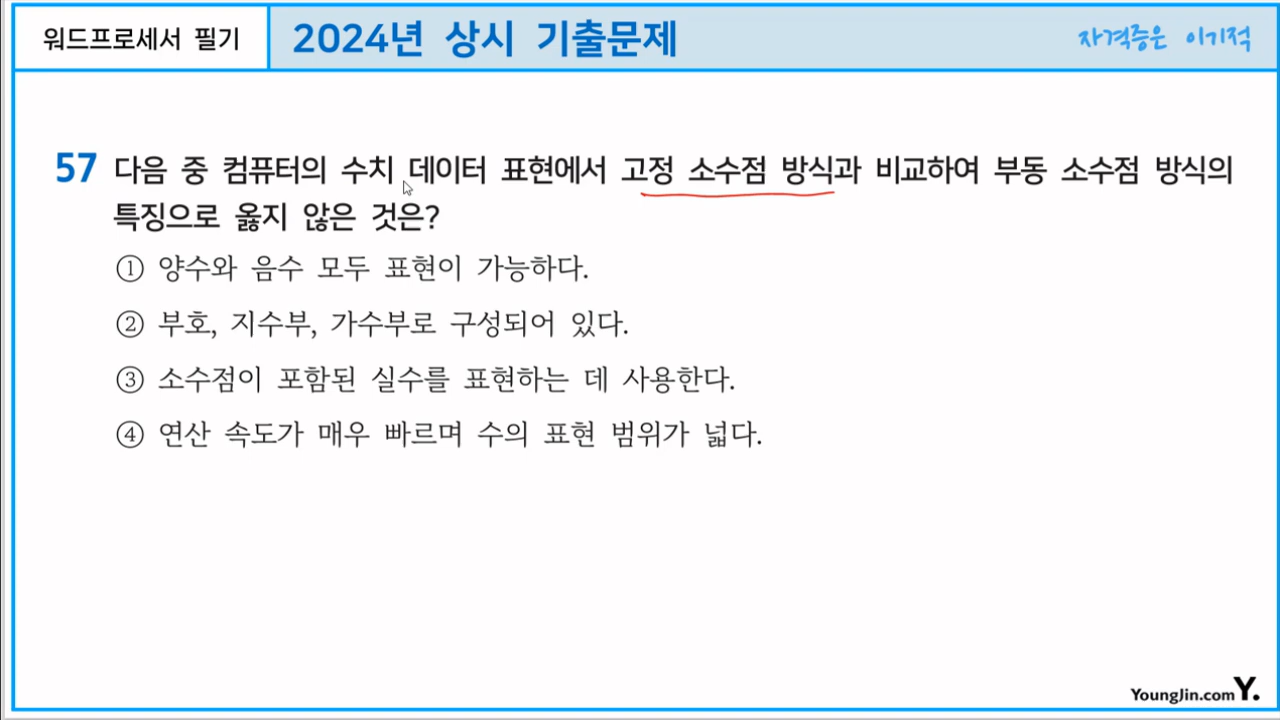 워드프로세서 필기
2024년 상시 기출문제
자격증은 이기적
57 다음 중 컴퓨터의 수치 데이터 표현에서 고정 소수점 방식과 비교하여 부동 소수점 방식의
특징으로 옳지 않은 것은?
① 양수와 음수 모두 표현이 가능하다.
② 부호, 지수부, 가수부로 구성되어 있다.
③ 소수점이 포함된 실수를 표현하는 데 사용한다.
④ 연산 속도가 매우 빠르며 수의 표현 범위가 넓다.
YoungJin.com Y.